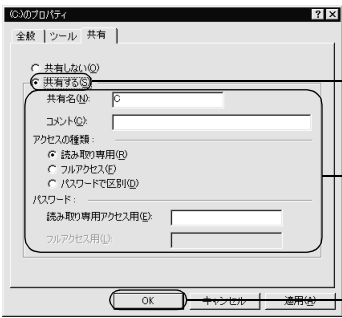 (C:)のプロパティ
全般 ツール 共有
共有しない(O)
共有する(S)
共有名(N): C
コメント(C):
アクセスの種類:
読み取り専用(R)
フルアクセス(F)
パスワードで区別(D)
パスワード:
読み取り専用アクセス用(E):
フルアクセス用(L):
OK キャンセル 適用(A)